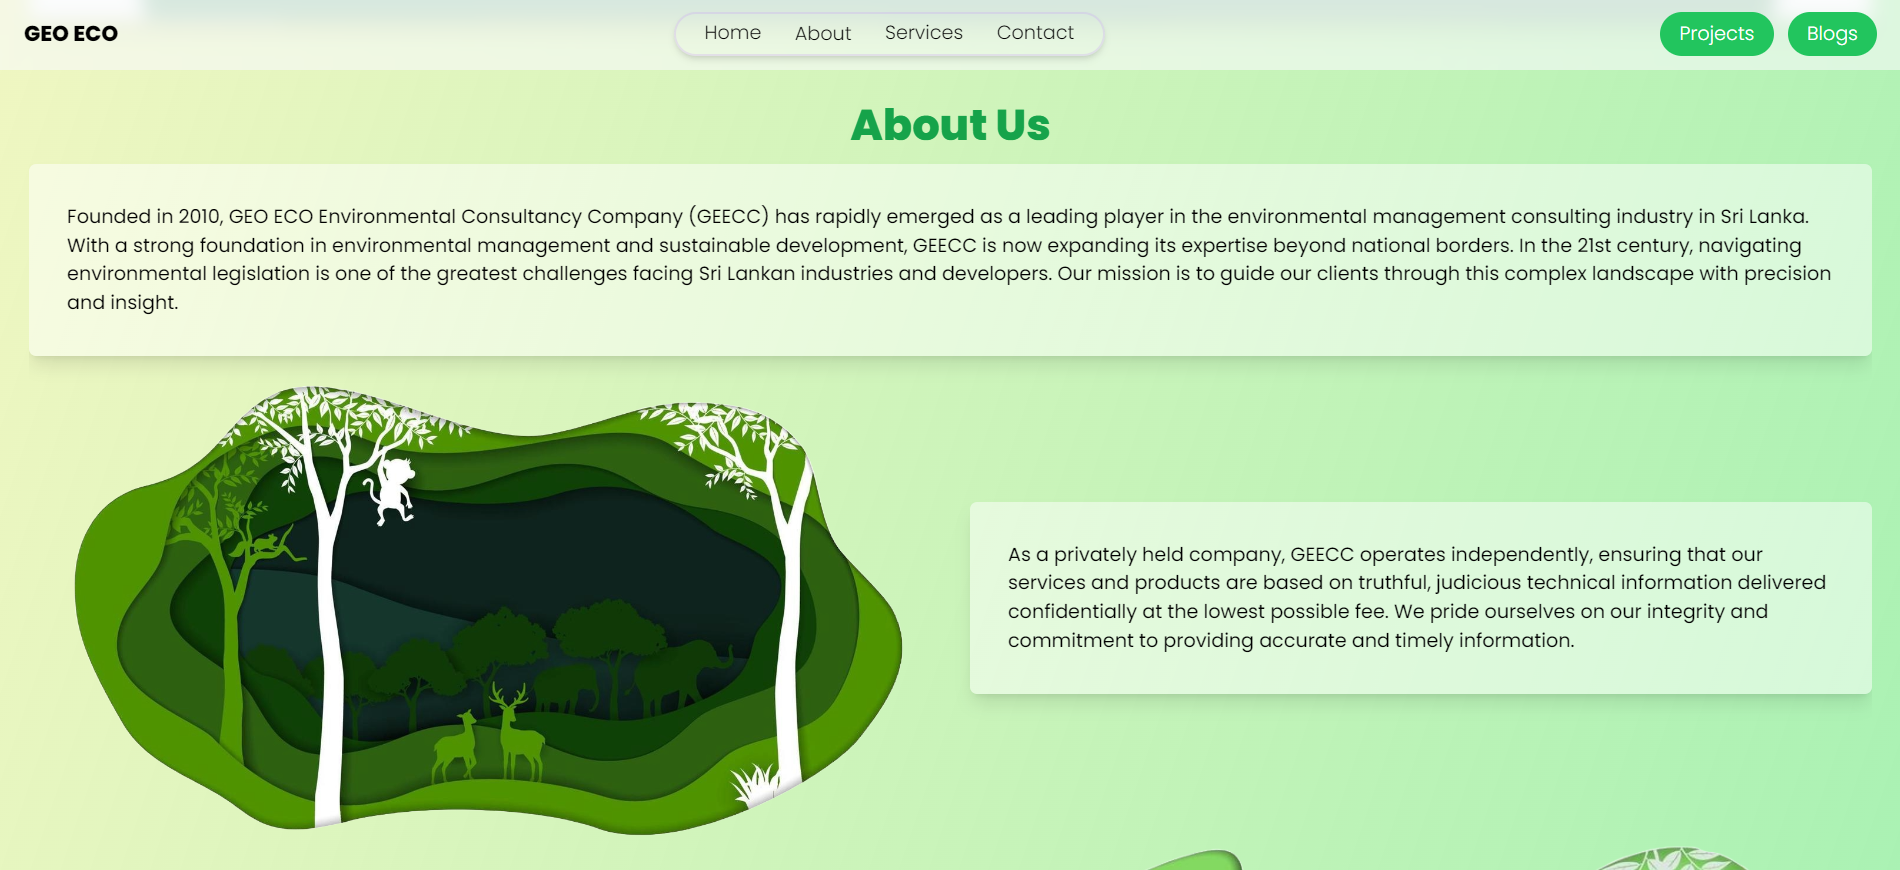 GEO ECO
Home About Services Contact
Projects Blogs
About Us
Founded in 2010, GEO ECO Environmental Consultancy Company (GEECC) has rapidly emerged as a leading player in the environmental management consulting industry in Sri Lanka.
With a strong foundation in environmental management and sustainable development, GEECC is now expanding its expertise beyond national borders. In the 21st century, navigating
environmental legislation is one of the greatest challenges facing Sri Lankan industries and developers. Our mission is to guide our clients through this complex landscape with precision
and insight.
As a privately held company, GEECC operates independently, ensuring that our
services and products are based on truthful, judicious technical information delivered
confidentially at the lowest possible fee. We pride ourselves on our integrity and
commitment to providing accurate and timely information.